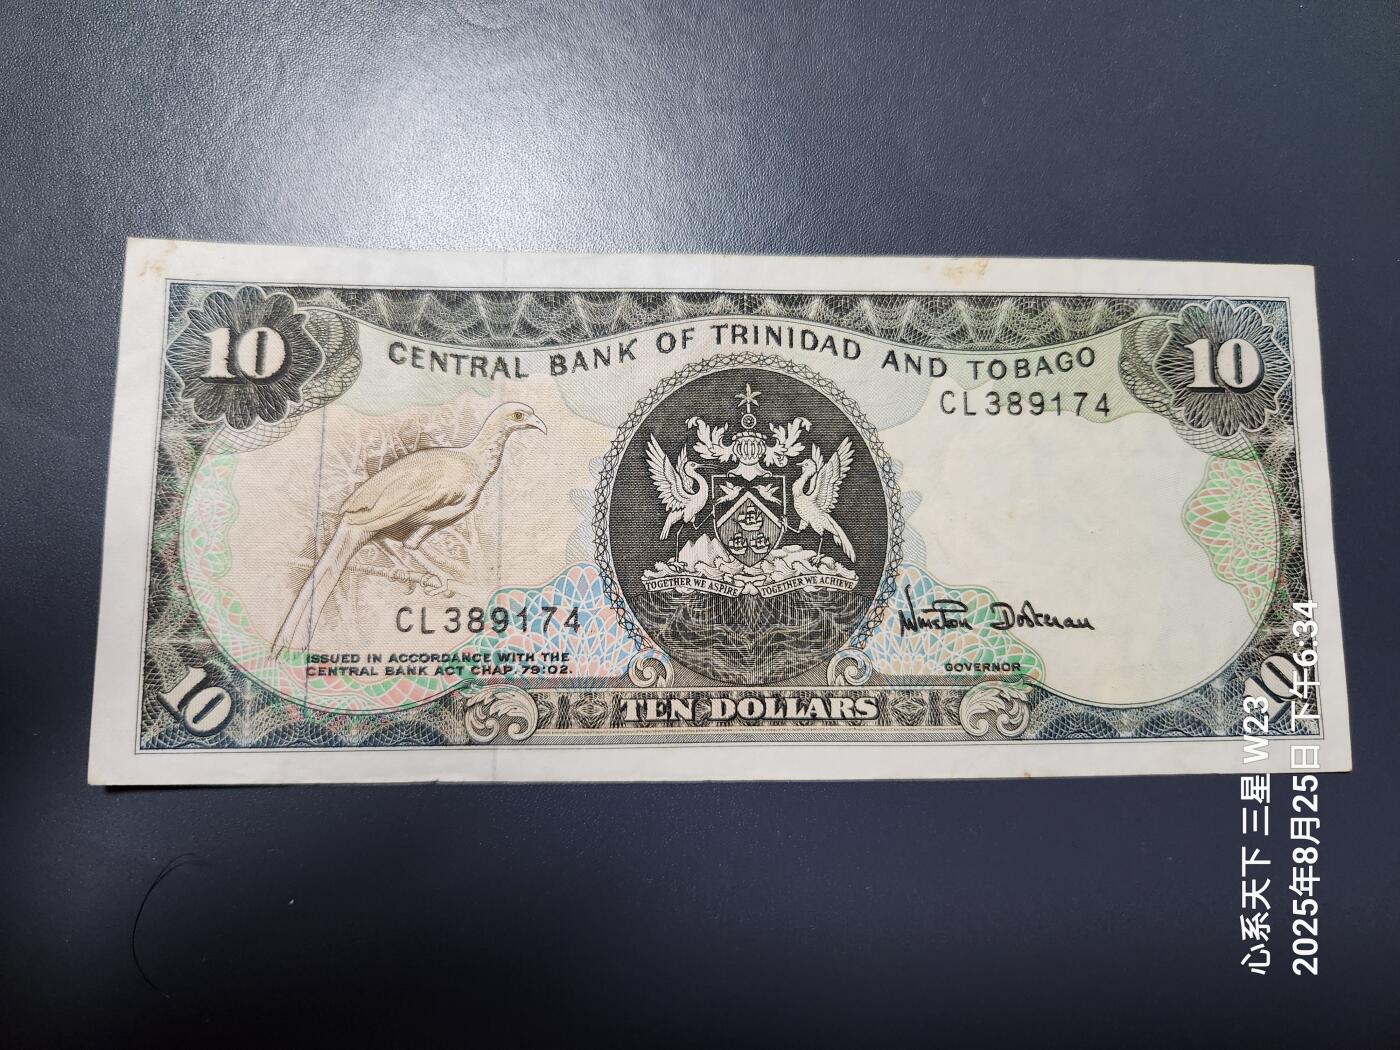 10
10
CENTRAL BANK OF TRINIDAD AND TOBAGO
CL389174
TOGETHER WE ASPIRE TOGETHER WE ACHIEVE
CL389174
Winston Dookeran
ISSUED IN ACCORDANCE WITH THE
CENTRAL BANK ACT CHAP. 79:02.
GOVERNOR
10
TEN DOLLARS
10
心系天下 三星 W23
2025年8月25日 下午6:34